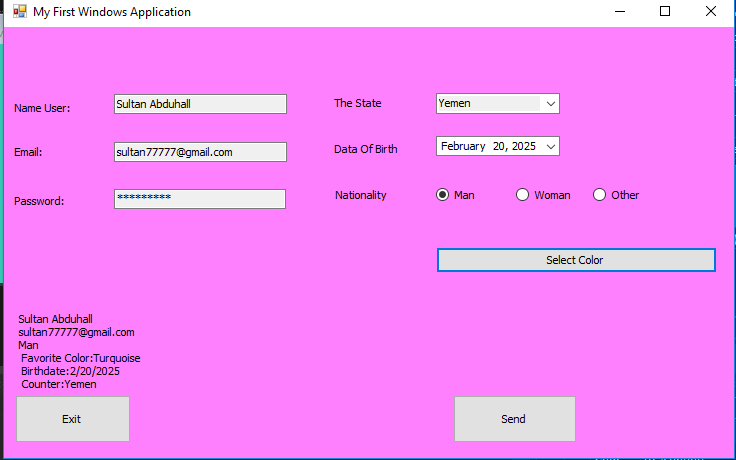 My First Windows Application
Name User: Sultan Abduhall
The State Yemen
Email: sultan77777@gmail.com
Data Of Birth February 20, 2025
Password: *********
Nationality Man Woman Other
Select Color
Sultan Abduhall
sultan77777@gmail.com
Man
Favorite Color:Turquoise
Birthdate:2/20/2025
Counter:Yemen
Exit
Send